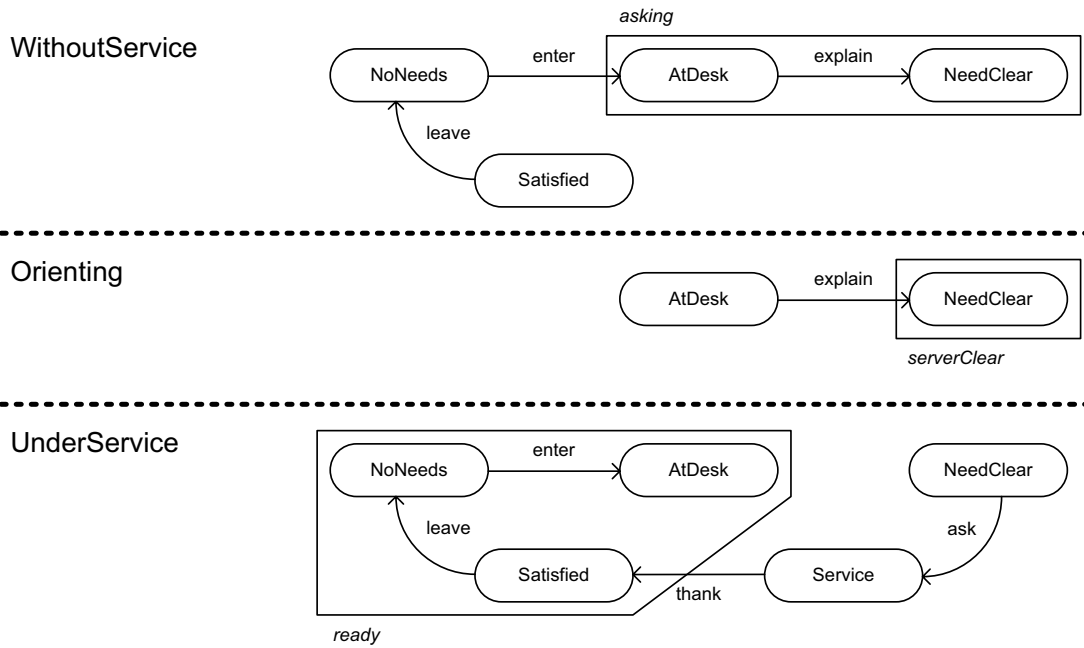 asking
WithoutService
NoNeeds
enter
AtDesk
explain
NeedClear
leave
Satisfied
Orienting
AtDesk
explain
NeedClear
serverClear
UnderService
NoNeeds
enter
AtDesk
NeedClear
leave
ask
Satisfied
thank
Service
ready